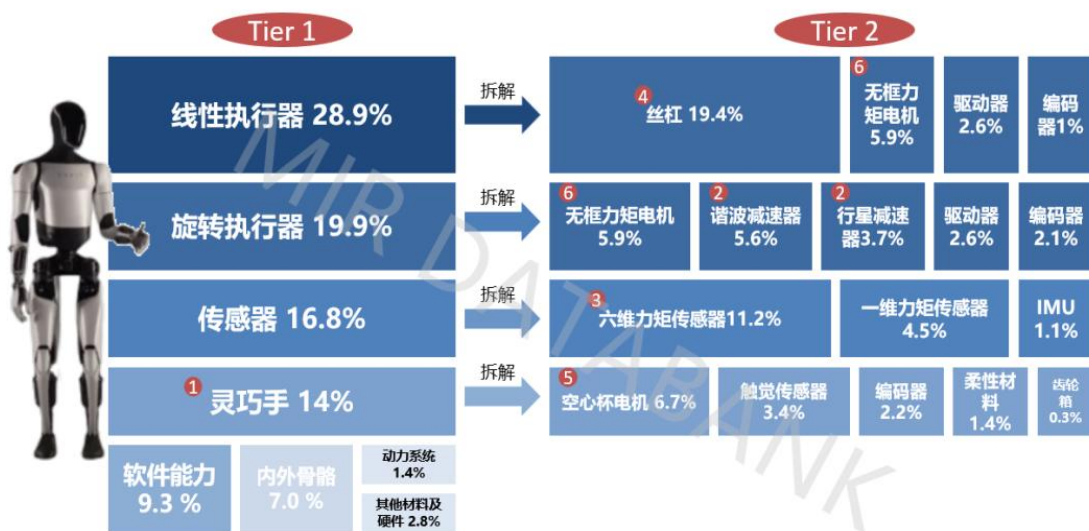 Tier 1
Tier 2
线性执行器 28.9%
拆解
4
丝杠 19.4%
6
无框力
矩电机
5.9%
驱动器
2.6%
编码
器1%
旋转执行器 19.9%
拆解
6
无框力矩电机
5.9%
2
谐波减速器
5.6%
2
行星减速
器3.7%
驱动器
2.6%
编码器
2.1%
传感器 16.8%
拆解
3
六维力矩传感器11.2%
一维力矩传感器
4.5%
IMU
1.1%
1
灵巧手 14%
拆解
5
空心杯电机 6.7%
触觉传感器
3.4%
编码器
2.2%
柔性材
料
1.4%
齿轮
箱
0.3%
软件能力
9.3 %
内外骨骼
7.0 %
动力系统
1.4%
其他材料及
硬件 2.8%
MIR DATABANK